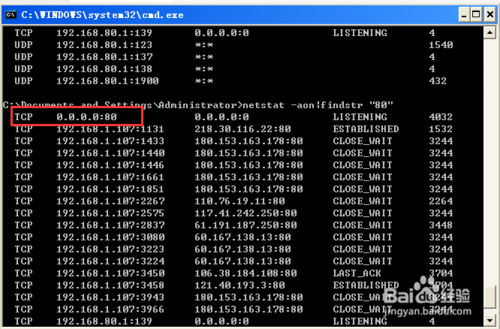 C:\WINDOWS\system32\cmd.exe
TCP 192.168.80.1:139 0.0.0.0:0 LISTENING 4
UDP 192.168.80.1:123 *:* 1540
UDP 192.168.80.1:137 *:* 4
UDP 192.168.80.1:138 *:* 4
UDP 192.168.80.1:1900 *:* 432
C:\Documents and Settings\Administrator>netstat -aon|findstr "80"
TCP 0.0.0.0:80 0.0.0.0:0 LISTENING 4032
TCP 192.168.1.107:1131 218.30.116.22:80 ESTABLISHED 1532
TCP 192.168.1.107:1433 180.153.163.178:80 CLOSE_WAIT 3244
TCP 192.168.1.107:1440 180.153.163.178:80 CLOSE_WAIT 3244
TCP 192.168.1.107:1446 180.153.163.178:80 CLOSE_WAIT 3244
TCP 192.168.1.107:1661 180.153.163.178:80 CLOSE_WAIT 3244
TCP 192.168.1.107:1851 180.153.163.178:80 CLOSE_WAIT 3244
TCP 192.168.1.107:2267 110.76.19.11:80 CLOSE_WAIT 2264
TCP 192.168.1.107:2575 117.41.242.250:80 CLOSE_WAIT 3244
TCP 192.168.1.107:2837 61.191.187.250:80 CLOSE_WAIT 3448
TCP 192.168.1.107:3080 60.167.138.13:80 CLOSE_WAIT 3244
TCP 192.168.1.107:3223 60.167.138.13:80 CLOSE_WAIT 3244
TCP 192.168.1.107:3224 60.167.138.13:80 CLOSE_WAIT 3244
TCP 192.168.1.107:3450 106.38.184.108:80 LAST_ACK 3704
TCP 192.168.1.107:3458 121.40.193.3:80 ESTABLISHED 3704
TCP 192.168.1.107:3943 180.153.163.178:80 CLOSE_WAIT 3244
TCP 192.168.1.107:3966 180.153.163.178:80 CLOSE_WAIT 3244
TCP 192.168.80.1:139 0.0.0.0:0
Baidu 百度 经验
jingyan.baidu.com